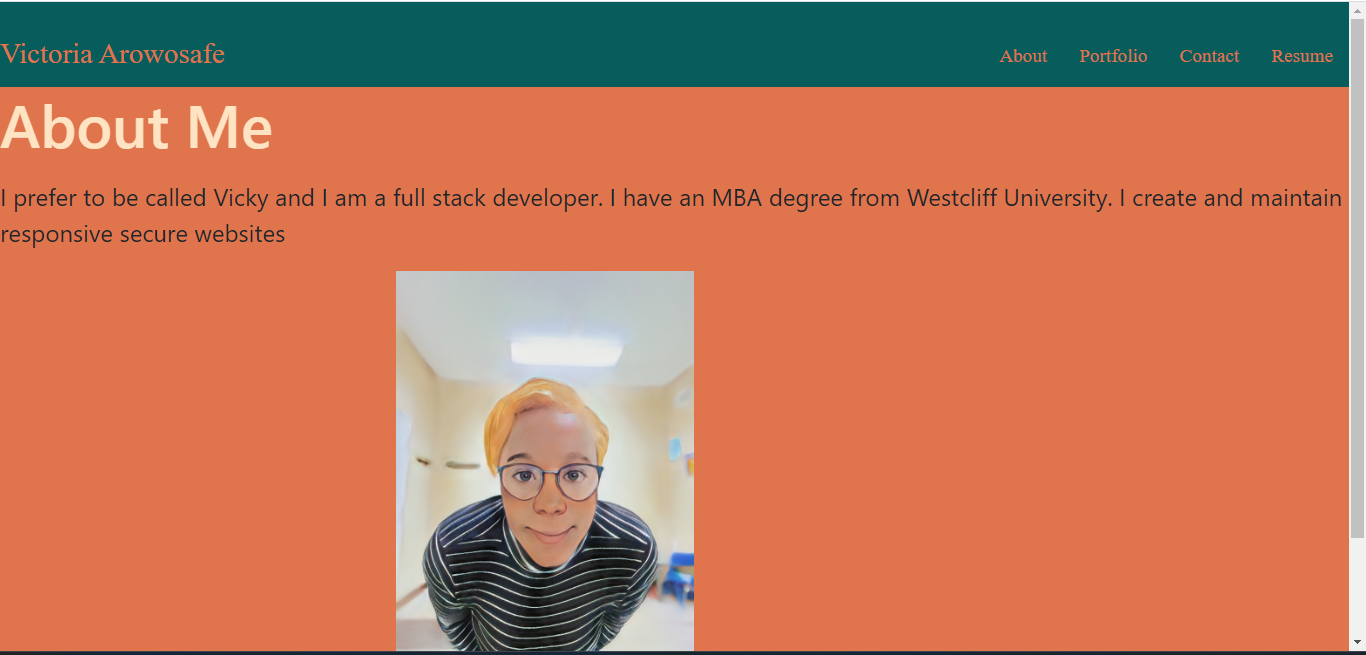 Victoria Arowosafe
About
Portfolio
Contact
Resume
About Me
I prefer to be called Vicky and I am a full stack developer. I have an MBA degree from Westcliff University. I create and maintain
responsive secure websites